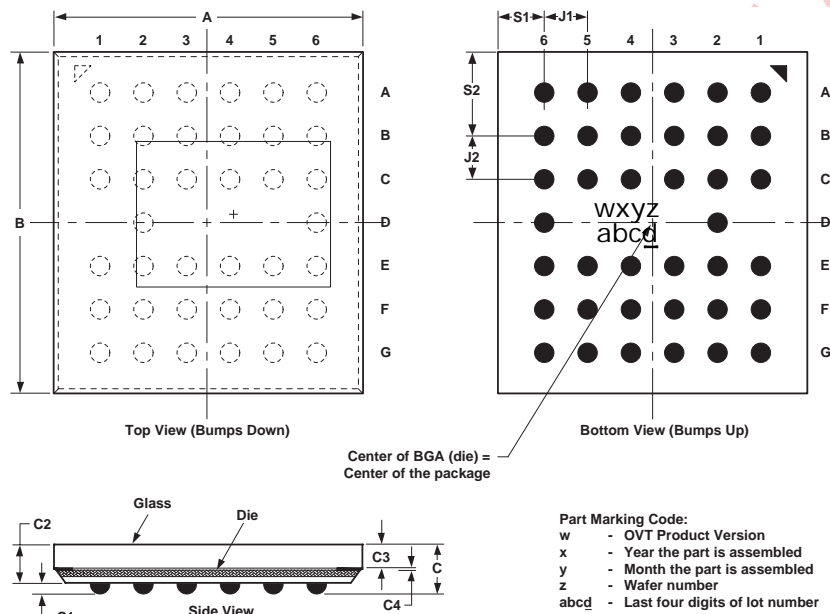 A
1 2 3 4 5 6
B
A
B
C
D
E
F
G
Top View (Bumps Down)
S1 J1
6 5 4 3 2 1
S2
J2
A
B
C
D
E
F
G
wxyz
abcd
Bottom View (Bumps Up)
Center of BGA (die) =
Center of the package
Glass
Die
C2
C3
C
C4
Side View
Part Marking Code:
w - OVT Product Version
x - Year the part is assembled
y - Month the part is assembled
z - Wafer number
abcd - Last four digits of lot number